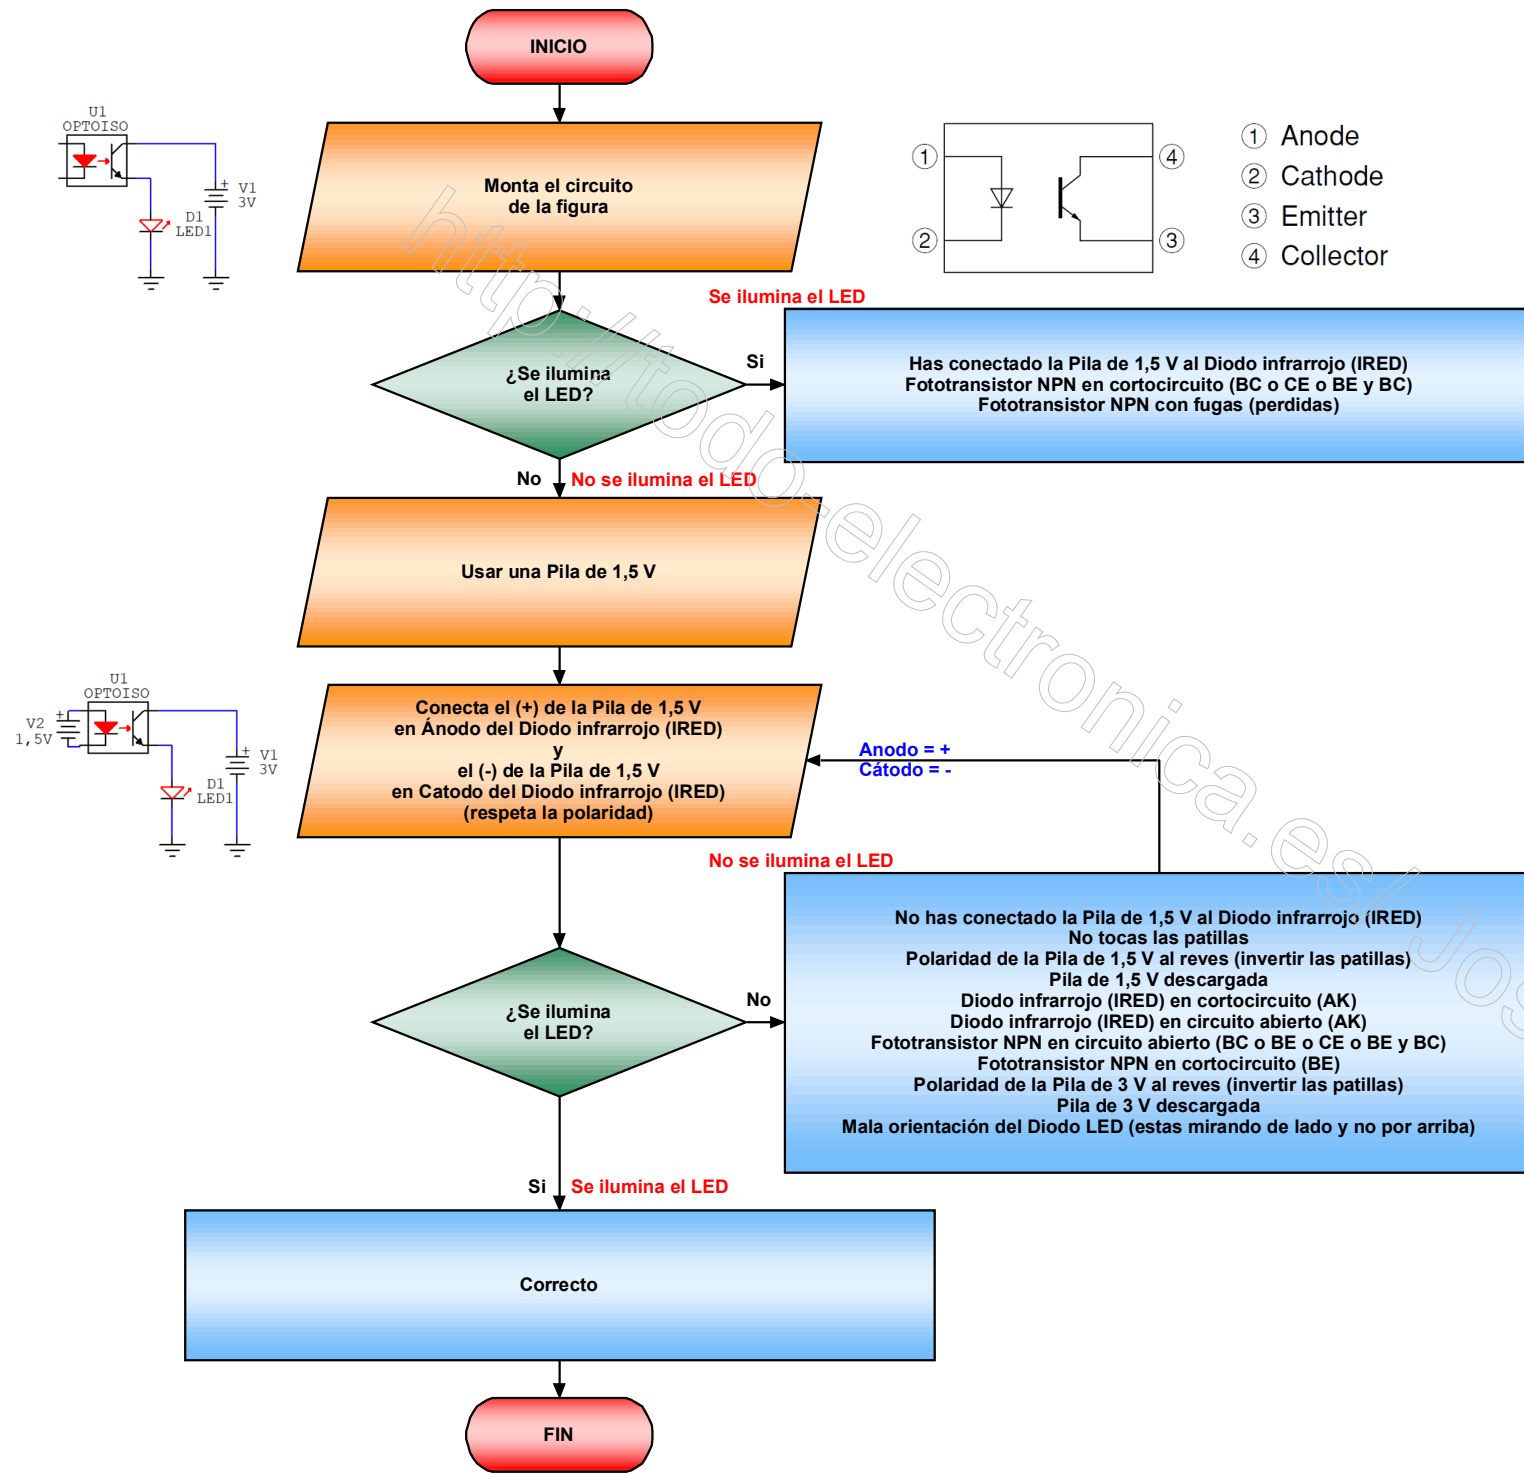 INICIO
U1
OPTOISO
V1
3V
D1
LED1
Monta el circuito
de la figura
1
2
3
4
1 Anode
2 Cathode
3 Emitter
4 Collector
Se ilumina el LED
¿Se ilumina
el LED?
Si
Has conectado la Pila de 1,5 V al Diodo infrarrojo (IRED)
Fototransistor NPN en cortocircuito (BC o CE o BE y BC)
Fototransistor NPN con fugas (perdidas)
No
No se ilumina el LED
Usar una Pila de 1,5 V
U1
OPTOISO
V2
1,5V
V1
3V
D1
LED1
Conecta el (+) de la Pila de 1,5 V
en Ánodo del Diodo infrarrojo (IRED)
y
el (-) de la Pila de 1,5 V
en Catodo del Diodo infrarrojo (IRED)
(respeta la polaridad)
Anodo = +
Cátodo = -
No se ilumina el LED
¿Se ilumina
el LED?
No
No has conectado la Pila de 1,5 V al Diodo infrarrojo (IRED)
No tocas las patillas
Polaridad de la Pila de 1,5 V al reves (invertir las patillas)
Pila de 1,5 V descargada
Diodo infrarrojo (IRED) en cortocircuito (AK)
Diodo infrarrojo (IRED) en circuito abierto (AK)
Fototransistor NPN en circuito abierto (BC o BE o CE o BE y BC)
Fototransistor NPN en cortocircuito (BE)
Polaridad de la Pila de 3 V al reves (invertir las patillas)
Pila de 3 V descargada
Mala orientación del Diodo LED (estas mirando de lado y no por arriba)
Si
Se ilumina el LED
Correcto
FIN
http://todo-electronica.es/ Jos